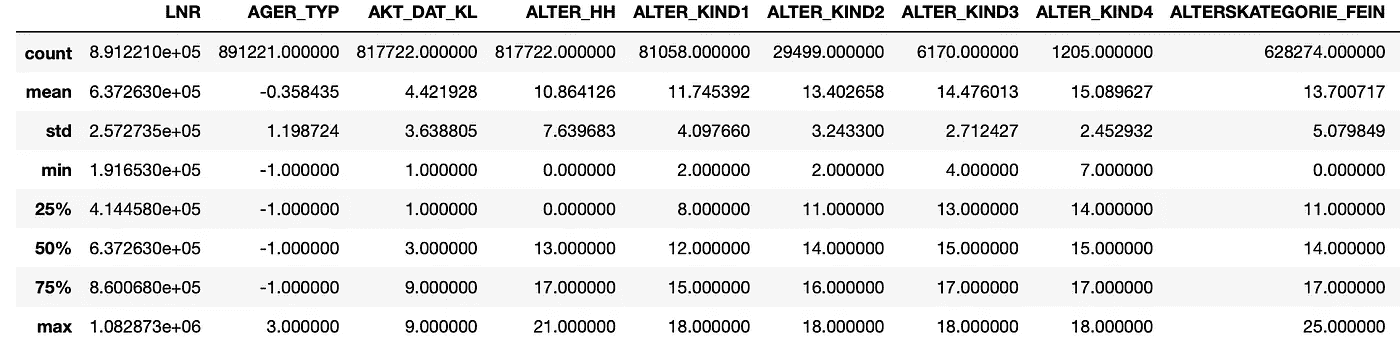 LNR AGER_TYP AKT_DAT_KL ALTER_HH ALTER_KIND1 ALTER_KIND2 ALTER_KIND3 ALTER_KIND4 ALTERSKATEGORIE_FEIN
count 8.912210e+05 891221.000000 817722.000000 817722.000000 81058.000000 29499.000000 6170.000000 1205.000000 628274.000000
mean 6.372630e+05 -0.358435 4.421928 10.864126 11.745392 13.402658 14.476013 15.089627 13.700717
std 2.572735e+05 1.198724 3.638805 7.639683 4.097660 3.243300 2.712427 2.452932 5.079849
min 1.916530e+05 -1.000000 1.000000 0.000000 2.000000 2.000000 4.000000 7.000000 0.000000
25% 4.144580e+05 -1.000000 1.000000 0.000000 8.000000 11.000000 13.000000 14.000000 11.000000
50% 6.372630e+05 -1.000000 3.000000 13.000000 12.000000 14.000000 15.000000 15.000000 14.000000
75% 8.600680e+05 -1.000000 9.000000 17.000000 15.000000 16.000000 17.000000 17.000000 17.000000
max 1.082873e+06 3.000000 9.000000 21.000000 18.000000 18.000000 18.000000 18.000000 25.000000